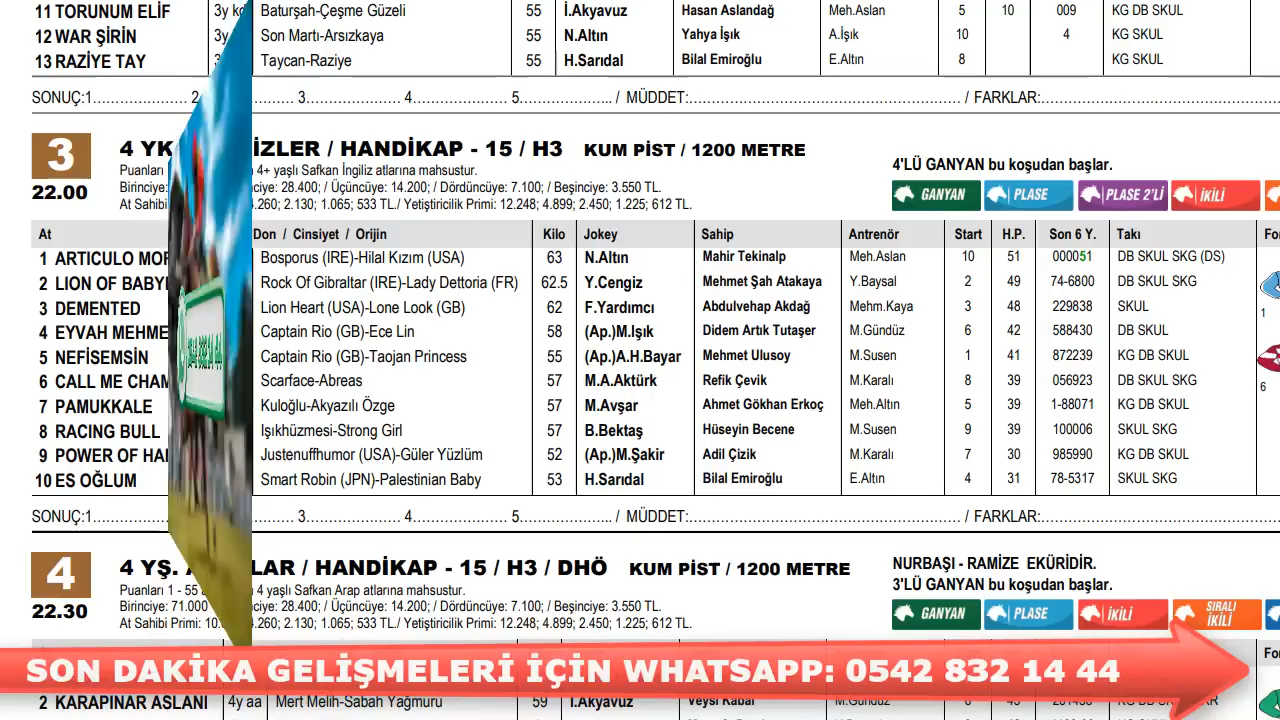 11 TORUNUM ELİF 3y Baturşah-Çeşme Güzeli 55 İ.Akyavuz Hasan Aslandağ Meh.Aslan 5 10 009 KG DB SKUL
12 WAR ŞİRİN 3y Son Martı-Arsızkaya 55 N.Altın Yahya Işık A.Işık 10 4 KG SKUL
13 RAZİYE TAY Taycan-Raziye 55 H.Sarıdal Bilal Emiroğlu E.Altın 8 KG SKUL
SONUÇ:1..................... 2 .......... 3..................... 4..................... 5..................... / MÜDDET:............................................................ / FARKLAR:............................................................
3 4 YK İZLER / HANDİKAP - 15 / H3 KUM PİST / 1200 METRE
4'LÜ GANYAN bu koşudan başlar.
Puanları 4+ yaşlı Safkan İngiliz atlarına mahsustur.
22.00 Birinciye: ciye: 28.400; / Üçüncüye: 14.200; / Dördüncüye: 7.100; / Beşinciye: 3.550 TL.
GANYAN PLASE PLASE 2'Lİ İKİLİ
At Sahibi .260; 2.130; 1.065; 533 TL./ Yetiştiricilik Primi: 12.248; 4.899; 2.450; 1.225; 612 TL.
At Don / Cinsiyet / Orijin Kilo Jokey Sahip Antrenör Start H.P. Son 6 Y. Takı For
1 ARTICULO MOR Bosporus (IRE)-Hilal Kızım (USA) 63 N.Altın Mahir Tekinalp Meh.Aslan 10 51 000051 DB SKUL SKG (DS)
2 LION OF BABY Rock Of Gibraltar (IRE)-Lady Dettoria (FR) 62.5 Y.Cengiz Mehmet Şah Atakaya Y.Baysal 2 49 74-6800 DB SKUL SKG
3 DEMENTED Lion Heart (USA)-Lone Look (GB) 62 F.Yardımcı Abdulvehap Akdağ Mehm.Kaya 3 48 229838 SKUL 1
4 EYVAH MEHME Captain Rio (GB)-Ece Lin 58 (Ap.)M.Işık Didem Artık Tutaşer M.Gündüz 6 42 588430 DB SKUL
5 NEFİSEMSİN Captain Rio (GB)-Taojan Princess 55 (Ap.)A.H.Bayar Mehmet Ulusoy M.Susen 1 41 872239 KG DB SKUL
6 CALL ME CHAM Scarface-Abreas 57 M.A.Aktürk Refik Çevik M.Karalı 8 39 056923 DB SKUL SKG 6
7 PAMUKKALE Kuloğlu-Akyazılı Özge 57 M.Avşar Ahmet Gökhan Erkoç Meh.Altın 5 39 1-88071 KG DB SKUL
8 RACING BULL Işıkhüzmesi-Strong Girl 57 B.Bektaş Hüseyin Becene M.Susen 9 39 100006 SKUL SKG
9 POWER OF HA Justenuffhumor (USA)-Güler Yüzlüm 52 (Ap.)M.Şakir Adil Çizik M.Karalı 7 30 985990 KG DB SKUL
10 ES OĞLUM Smart Robin (JPN)-Palestinian Baby 53 H.Sarıdal Bilal Emiroğlu E.Altın 4 31 78-5317 SKUL SKG
SONUÇ:1..................... 3..................... 4..................... 5..................... / MÜDDET:............................................................ / FARKLAR:............................................................
NURBAŞI - RAMİZE EKÜRİDİR.
4 4 YŞ. LAR / HANDİKAP - 15 / H3 / DHÖ KUM PİST / 1200 METRE
3'LÜ GANYAN bu koşudan başlar.
Puanları 1 - 55 4 yaşlı Safkan Arap atlarına mahsustur.
22.30 Birinciye: 71.000 ciye: 28.400; / Üçüncüye: 14.200; / Dördüncüye: 7.100; / Beşinciye: 3.550 TL.
GANYAN PLASE İKİLİ SIRALI İKİLİ
At Sahibi Primi: 10. .260; 2.130; 1.065; 533 TL./ Yetiştiricilik Primi: 12.248; 4.899; 2.450; 1.225; 612 TL.
For
SON DAKİKA GELİŞMELERİ İÇİN WHATSAPP: 0542 832 14 44
2 KARAPINAR ASLANI 4y aa Mert Melih-Sabah Yağmuru 59 İ.Akyavuz Veysi Kabal M.Gündüz